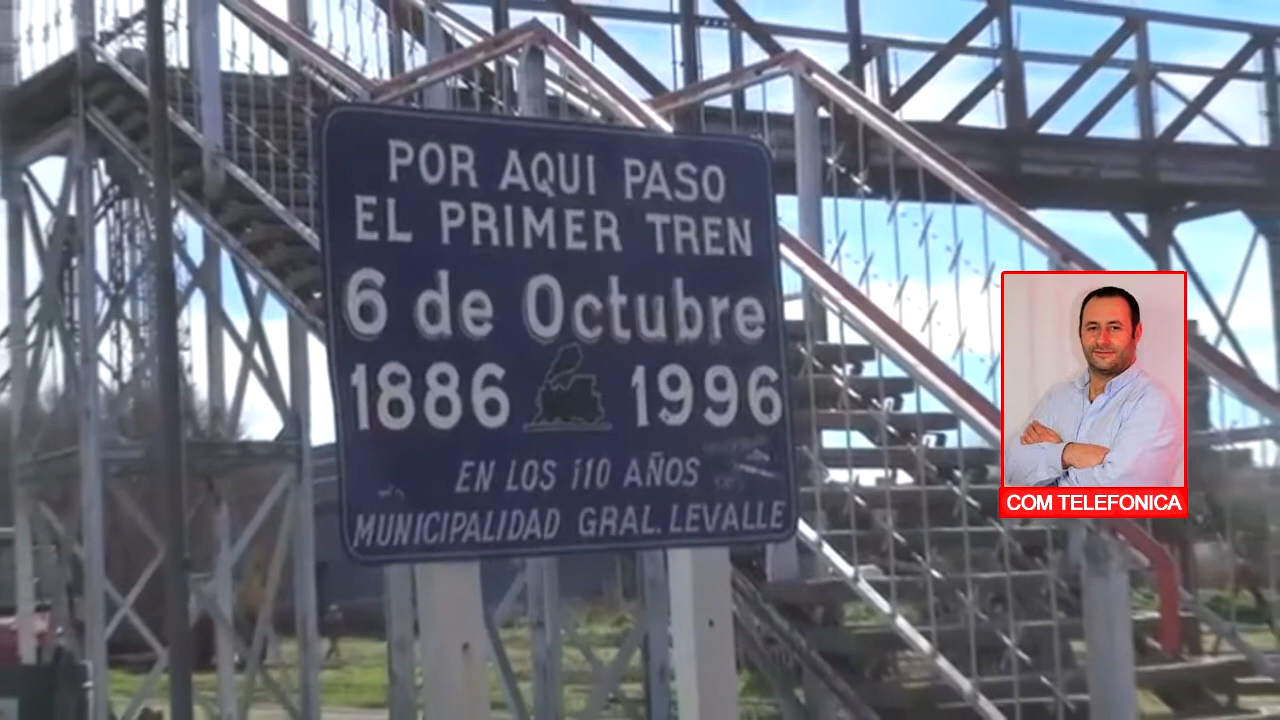 POR AQUI PASO
EL PRIMER TREN
6 de Octubre
1886 1996
EN LOS 110 AÑOS
MUNICIPALIDAD GRAL. LEVALLE
COM TELEFONICA